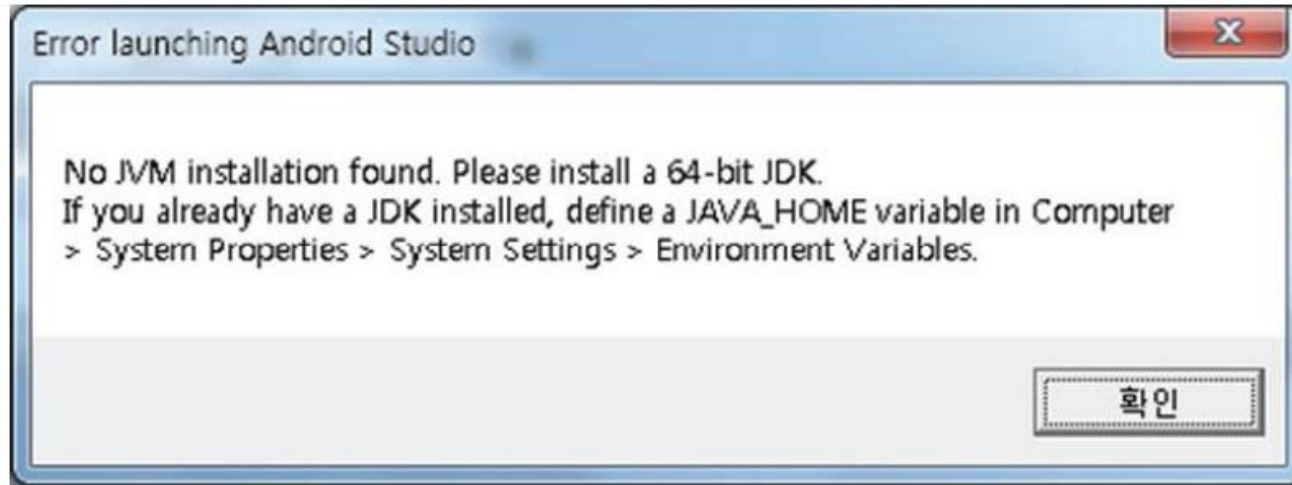 Error launching Android Studio
No JVM installation found. Please install a 64-bit JDK.
If you already have a JDK installed, define a JAVA_HOME variable in Computer
> System Properties > System Settings > Environment Variables.
확인